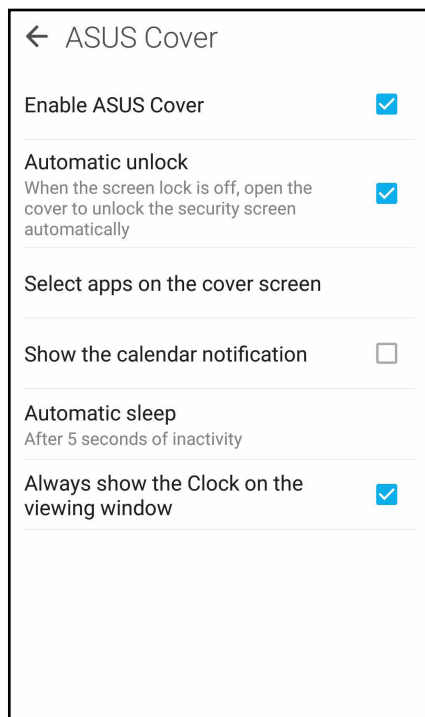 ASUS Cover
Enable ASUS Cover
Automatic unlock
When the screen lock is off, open the
cover to unlock the security screen
automatically
Select apps on the cover screen
Show the calendar notification
Automatic sleep
After 5 seconds of inactivity
Always show the Clock on the
viewing window